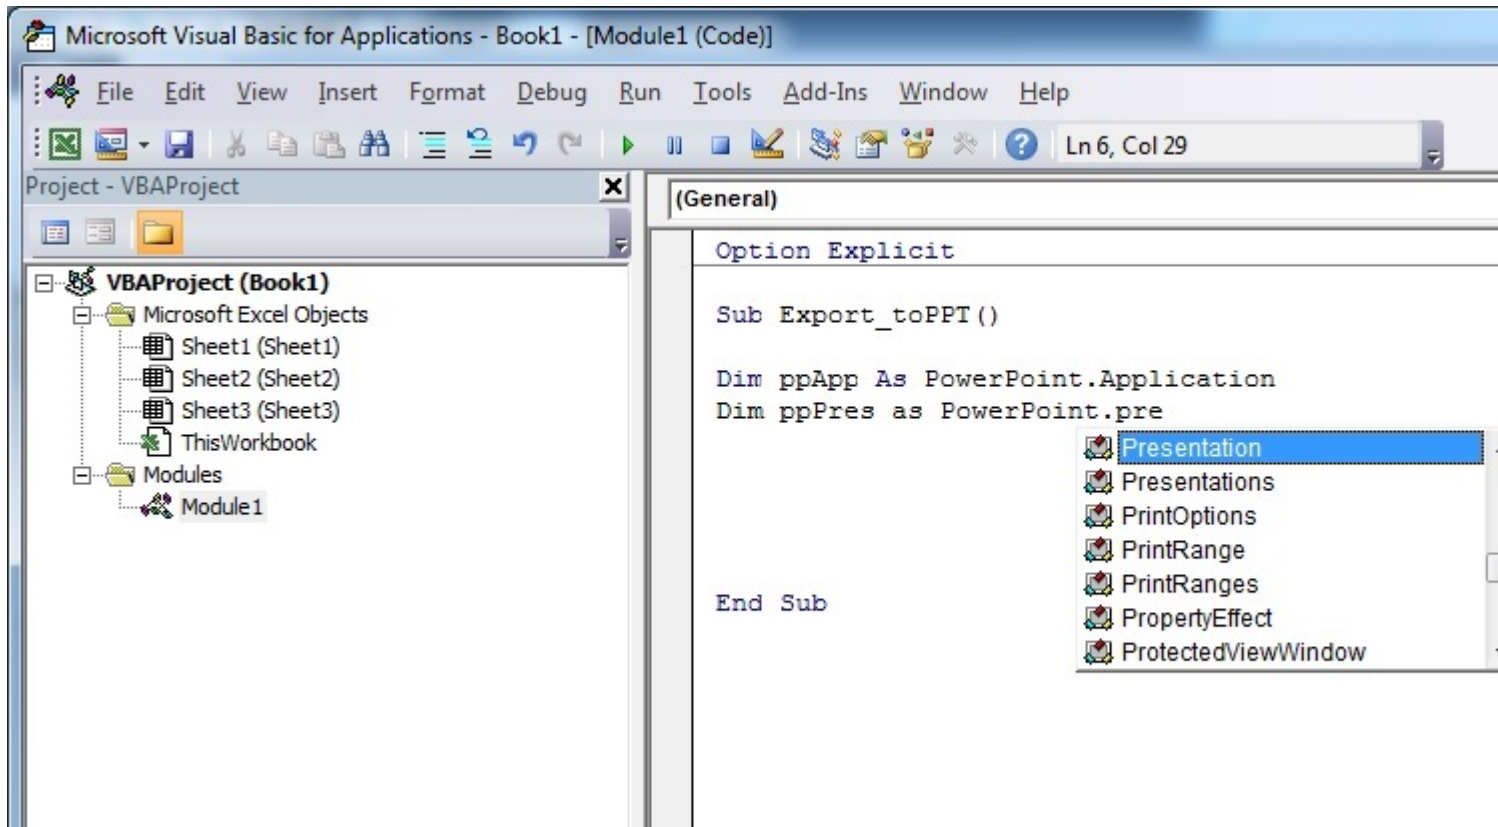 Microsoft Visual Basic for Applications - Book1 - [Module1 (Code)]
File Edit View Insert Format Debug Run Tools Add-Ins Window Help
Ln 6, Col 29
Project - VBAProject
(General)
VBAProject (Book1)
Microsoft Excel Objects
Sheet1 (Sheet1)
Sheet2 (Sheet2)
Sheet3 (Sheet3)
ThisWorkbook
Modules
Module1
Option Explicit
Sub Export_toPPT()
Dim ppApp As PowerPoint.Application
Dim ppPres as PowerPoint.pre
Presentation
Presentations
PrintOptions
PrintRange
PrintRanges
PropertyEffect
ProtectedViewWindow
End Sub